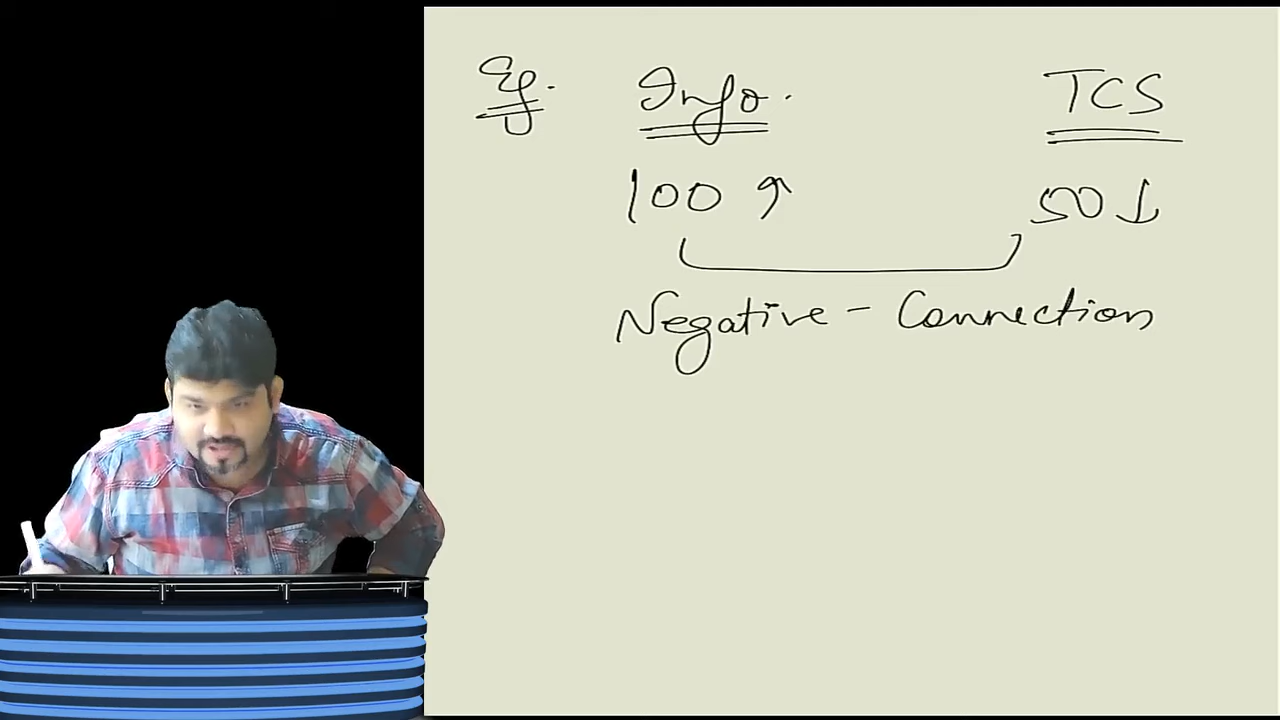 Eg. Info. TCS
100 ↑ 50 ↓
Negative - Connection